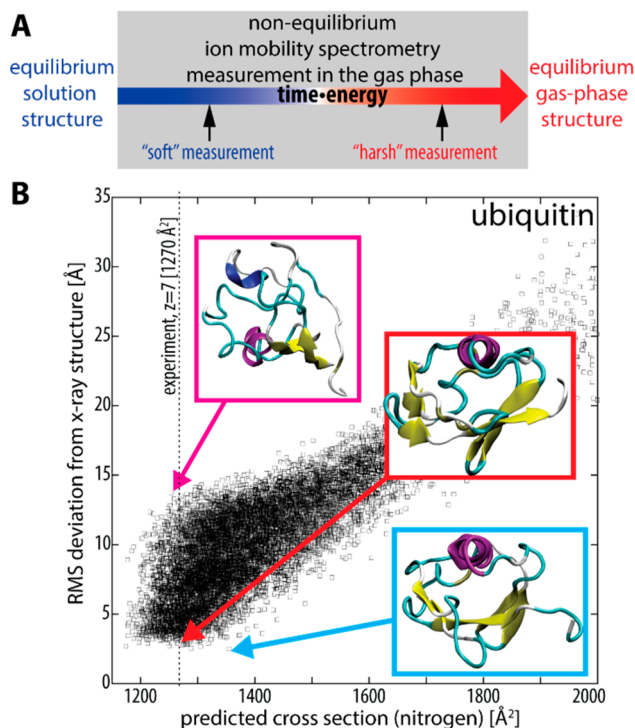 A
non-equilibrium
ion mobility spectrometry
measurement in the gas phase
equilibrium
solution
structure
time•energy
equilibrium
gas-phase
structure
"soft" measurement
"harsh" measurement
B
ubiquitin
experiment, z=7 [1270 Å²]
RMS deviation from x-ray structure [Å]
35
30
25
20
15
10
5
0
1200 1400 1600 1800 2000
predicted cross section (nitrogen) [Å²]